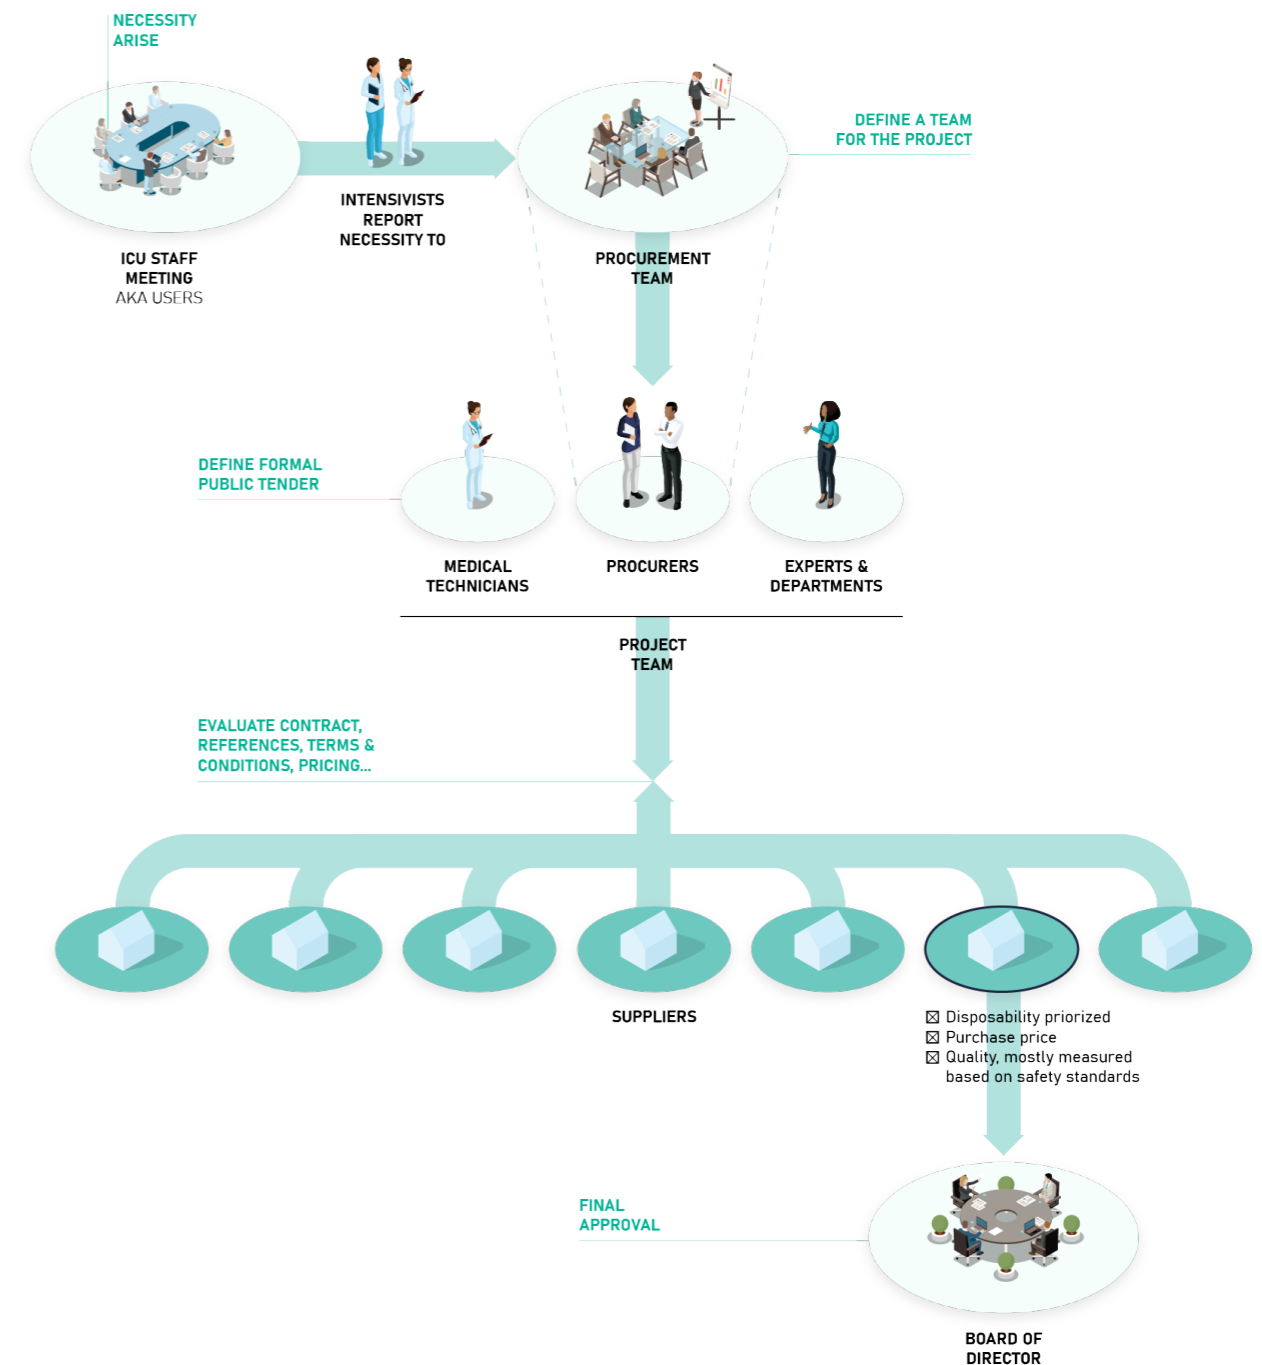 NECESSITY
ARISE
DEFINE A TEAM
FOR THE PROJECT
INTENSIVISTS
REPORT
NECESSITY TO
ICU STAFF
MEETING
AKA USERS
PROCUREMENT
TEAM
DEFINE FORMAL
PUBLIC TENDER
MEDICAL
TECHNICIANS
PROCURERS
EXPERTS &
DEPARTMENTS
PROJECT
TEAM
EVALUATE CONTRACT,
REFERENCES, TERMS &
CONDITIONS, PRICING...
SUPPLIERS
☒ Disposability priorized
☒ Purchase price
☒ Quality, mostly measured
based on safety standards
FINAL
APPROVAL
BOARD OF
DIRECTOR